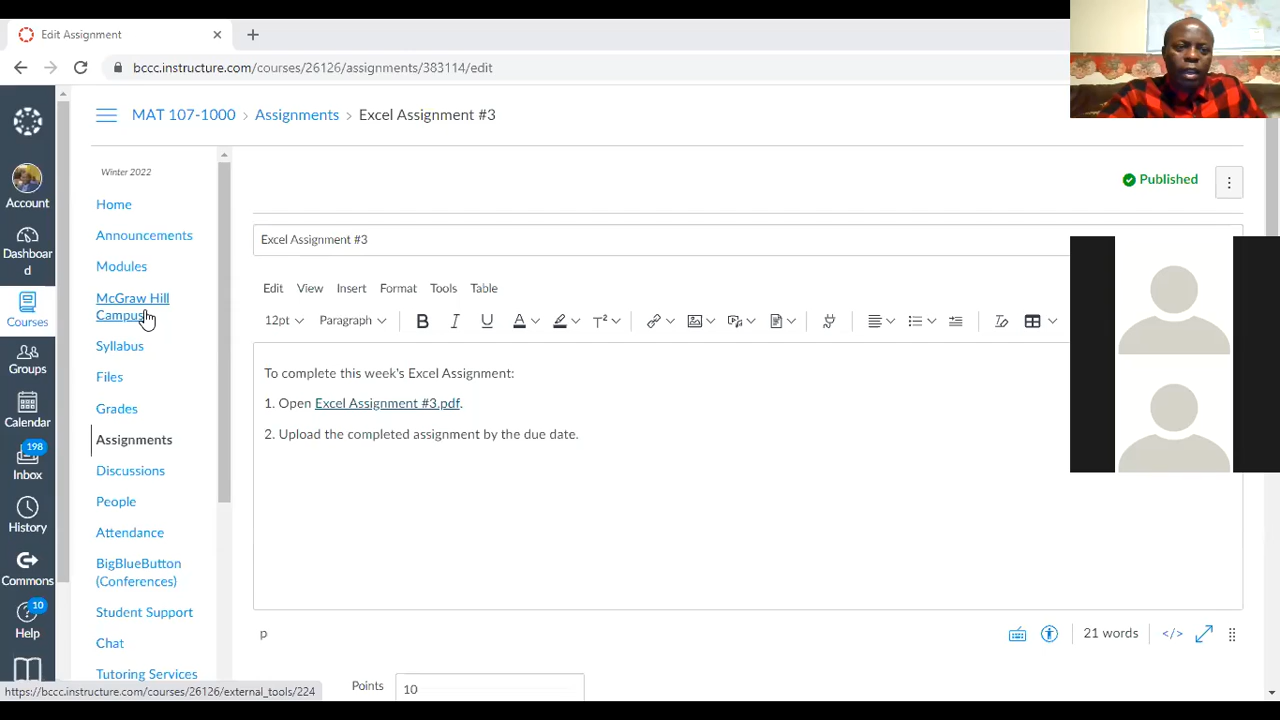 Edit Assignment
bccc.instructure.com/courses/26126/assignments/383114/edit
MAT 107-1000 > Assignments > Excel Assignment #3
Account
Dashboar
d
Courses
Groups
Calendar
198
Inbox
History
Commons
10
Help
Winter 2022
Home
Announcements
Modules
McGraw Hill
Campus
Syllabus
Files
Grades
Assignments
Discussions
People
Attendance
BigBlueButton
(Conferences)
Student Support
Chat
Tutoring Services
Published
Excel Assignment #3
Edit View Insert Format Tools Table
12pt Paragraph B I U A T²
To complete this week's Excel Assignment:
1. Open Excel Assignment #3.pdf.
2. Upload the completed assignment by the due date.
p
21 words </>
Points 10
https://bccc.instructure.com/courses/26126/external_tools/224